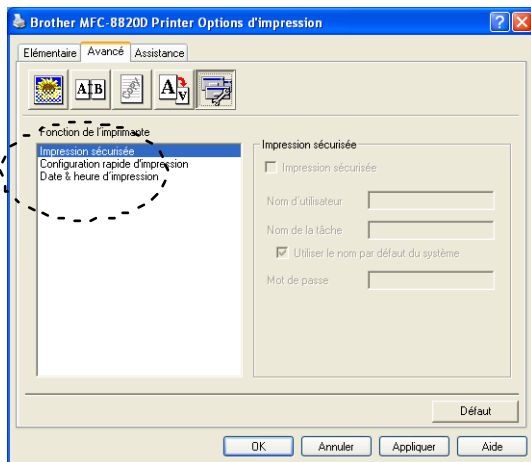 Brother MFC-8820D Printer Options d'impression
Elémentaire Avancé Assistance
A B
A A
Fonction de l'imprimante
Impression sécurisée
Configuration rapide d'impression
Date & heure d'impression
Impression sécurisée
Impression sécurisée
Nom d'utilisateur
Nom de la tâche
Utiliser le nom par défaut du système
Mot de passe
Défaut
OK Annuler Appliquer Aide